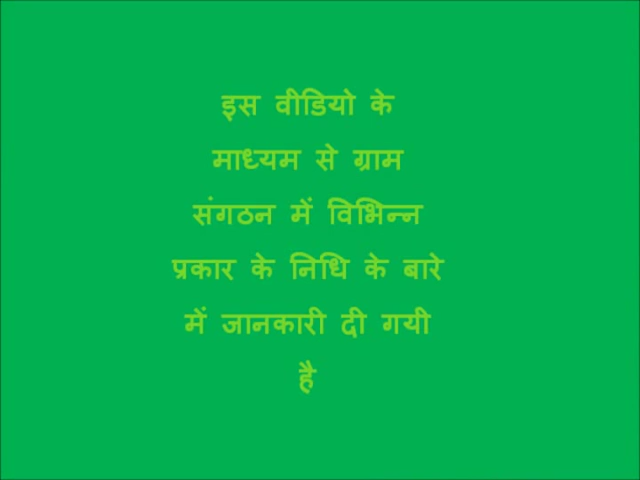 इस वीडियो के
माध्यम से ग्राम
संगठन में विभिन्न
प्रकार के निधि के बारे
में जानकारी दी गयी
है